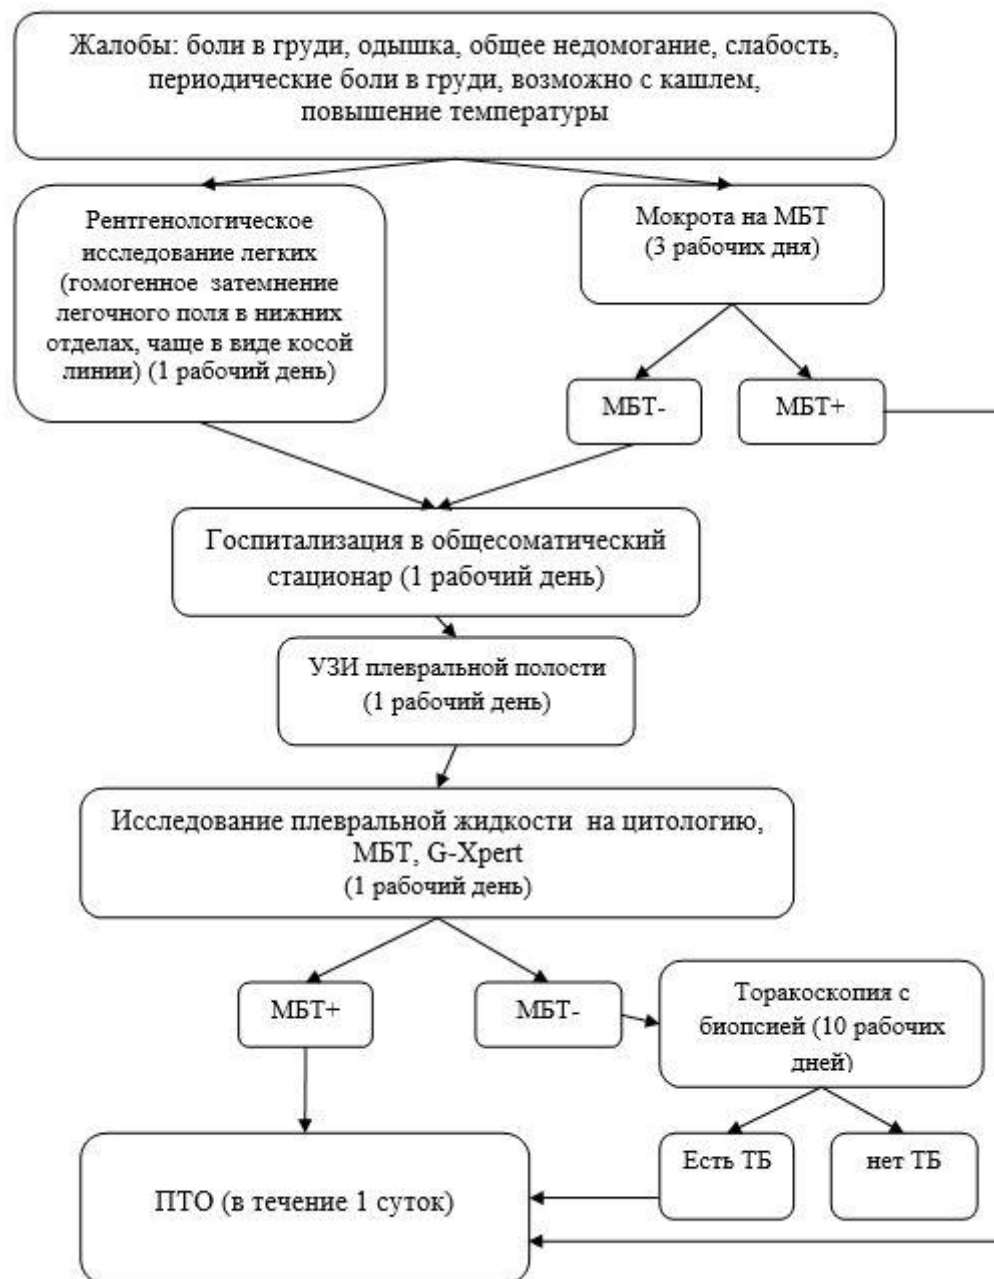 Жалобы: боли в груди, одышка, общее недомогание, слабость,
периодические боли в груди, возможно с кашлем,
повышение температуры
Рентгенологическое
исследование легких
(гомогенное затемнение
легочного поля в нижних
отделах, чаще в виде косой
линии) (1 рабочий день)
Мокрота на МБТ
(3 рабочих дня)
МБТ-
МБТ+
Госпитализация в общесоматический
стационар (1 рабочий день)
УЗИ плевральной полости
(1 рабочий день)
Исследование плевральной жидкости на цитологию,
МБТ, G-Xpert
(1 рабочий день)
МБТ+
МБТ-
Торакоскопия с
биопсией (10 рабочих
дней)
Есть ТБ
нет ТБ
ПТО (в течение 1 суток)